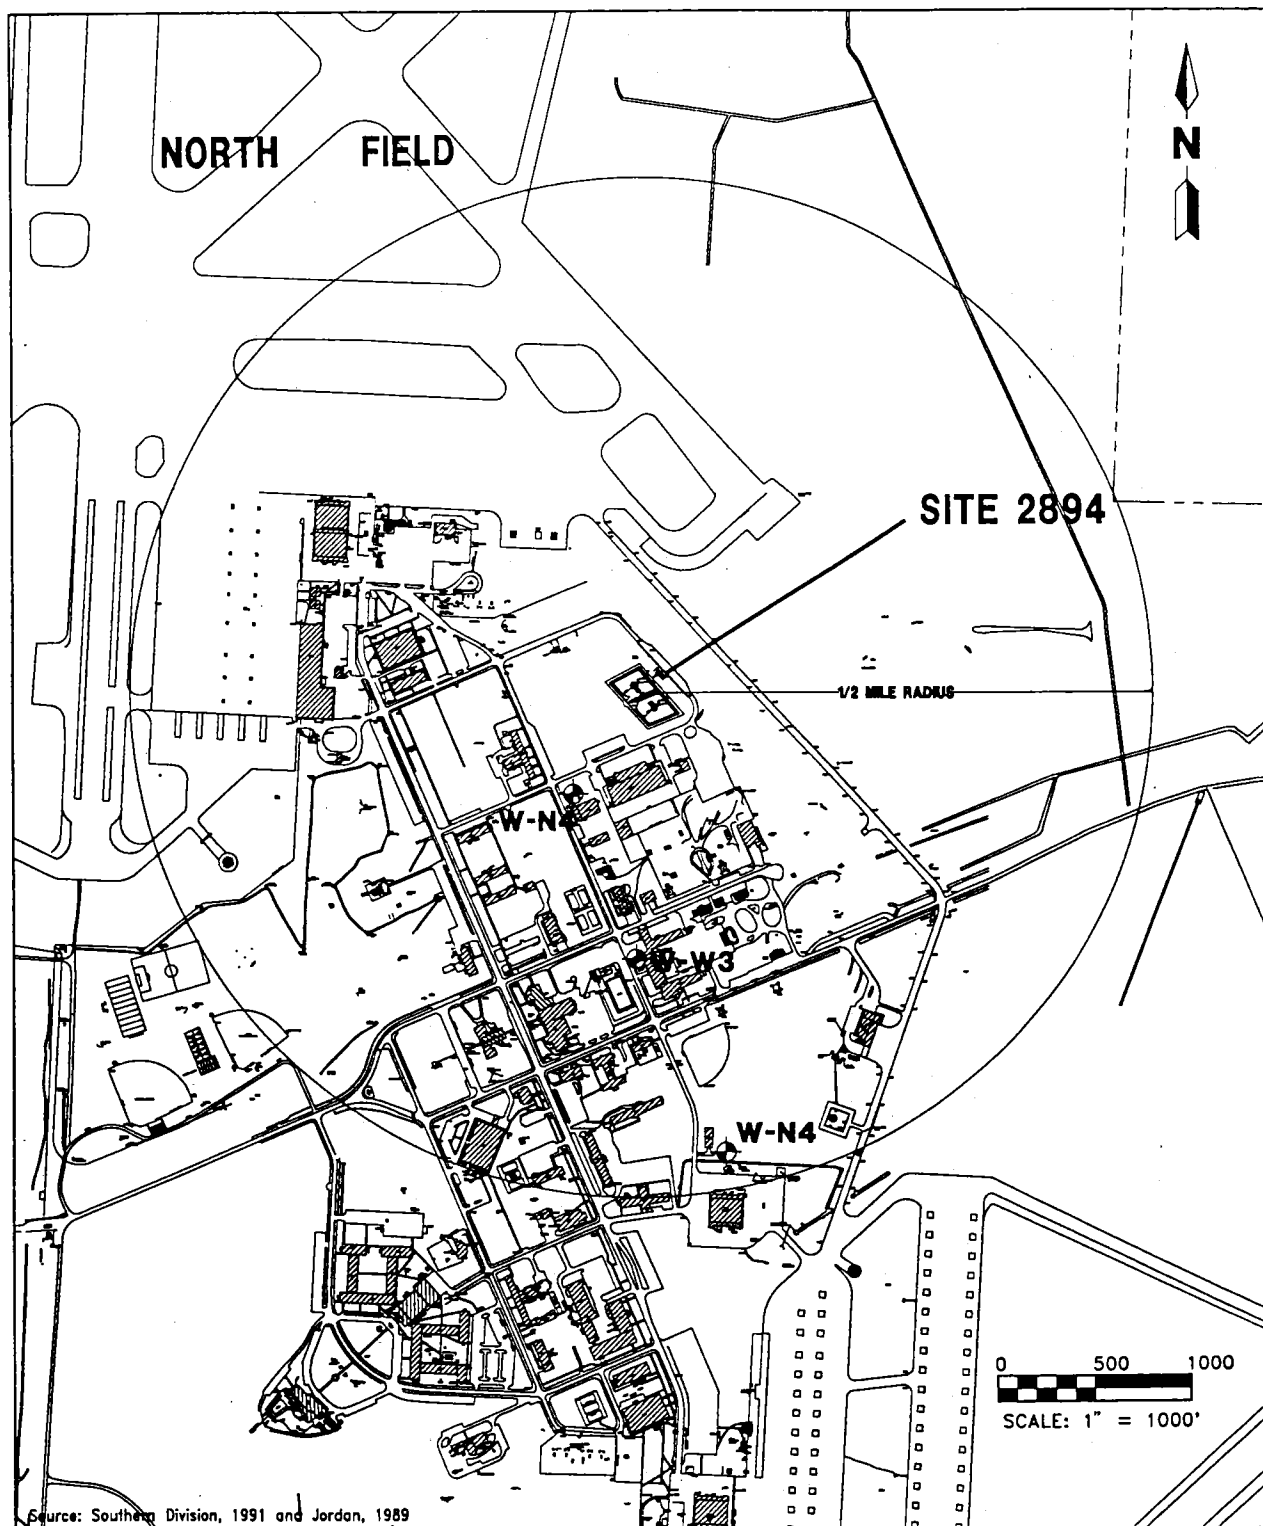 NORTH FIELD
N
SITE 2894
1/2 MILE RADIUS
W-N4
W-W3
W-N4
0 500 1000
SCALE: 1" = 1000'
Source: Southern Division, 1991 and Jordan, 1989